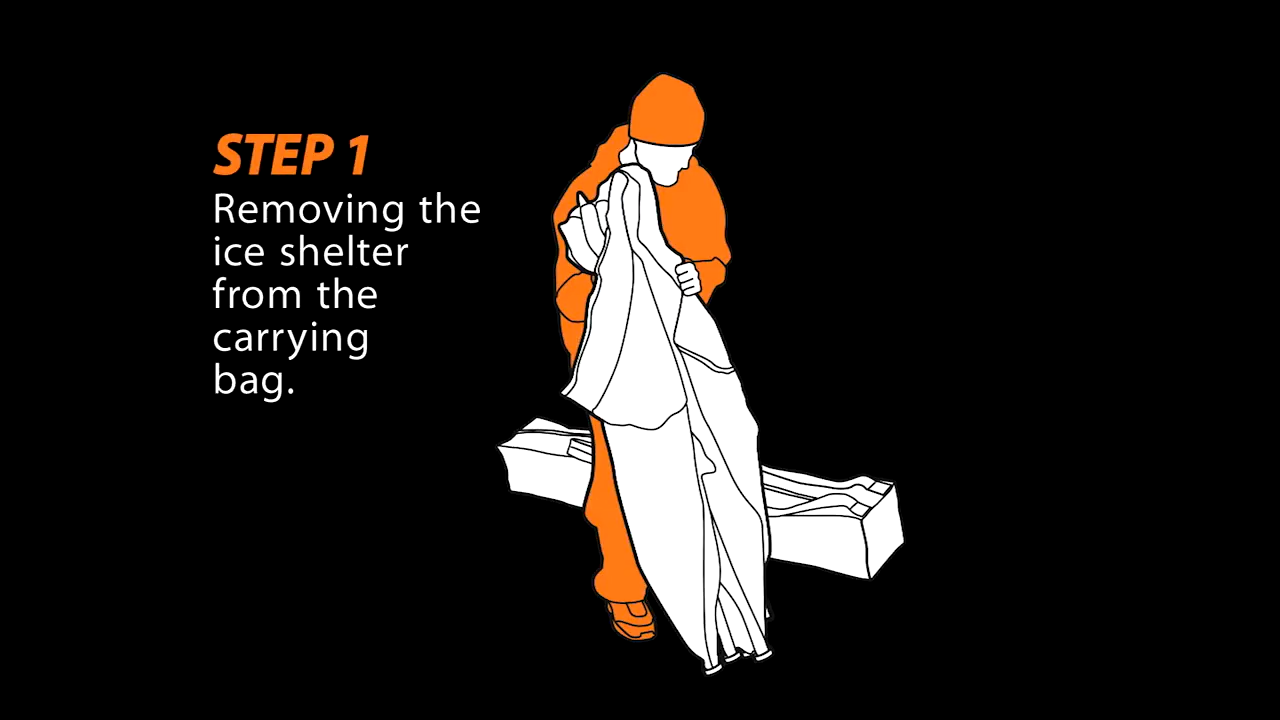 STEP 1
Removing the
ice shelter
from the
carrying
bag.